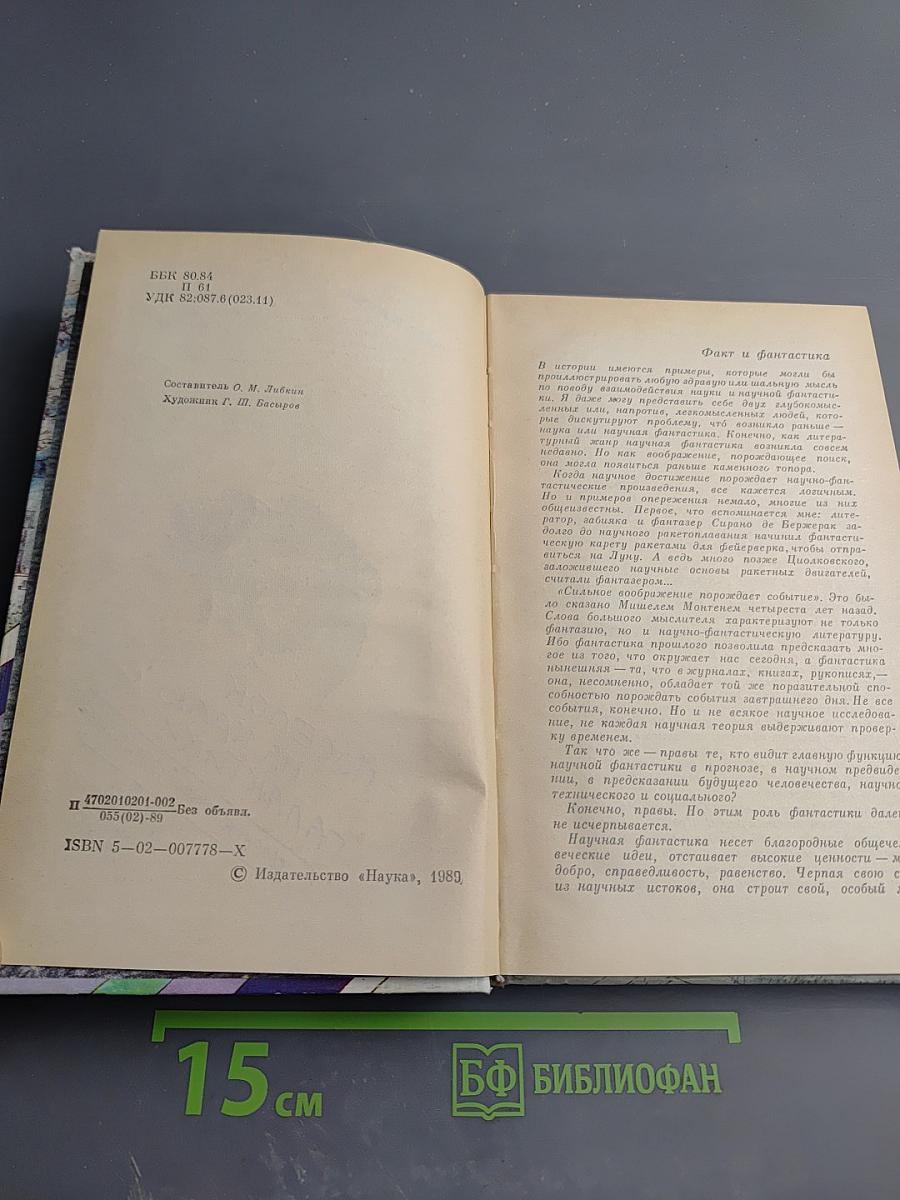 ББК 80.84
П 61
УДК 82:087.6(023.11)
Составитель О. М. Либкин
Художник Г. Ш. Басыров
П 4702010201-002 Без объявл.
055(02)-89
ISBN 5—02—007778—X
© Издательство «Наука», 1989.
Факт и фантастика
В истории имеются примеры, которые могли бы
проиллюстрировать любую здравую или шальную мысль
по поводу взаимодействия науки и научной фантасти-
ки. Я даже могу представить себе двух глубокомыс-
ленных или, напротив, легкомысленных людей, кото-
рые дискутируют проблему, что́ возникло раньше —
наука или научная фантастика. Конечно, как литера-
турный жанр научная фантастика возникла совсем
недавно. Но как воображение, порождающее поиск,
она могла появиться раньше каменного топора.
Когда научное достижение порождает научно-фан-
тастические произведения, все кажется логичным.
Но и примеров опережения немало, многие из них
общеизвестны. Первое, что вспоминается мне: лите-
ратор, забияка и фантазер Сирано де Бержерак за-
долго до научного ракетоплавания начинил фантасти-
ческую карету ракетами для фейерверка, чтобы отпра-
виться на Луну. А ведь много позже Циолковского,
заложившего научные основы ракетных двигателей,
считали фантазером...
«Сильное воображение порождает событие». Это бы-
ло сказано Мишелем Монтенем четыреста лет назад.
Слова большого мыслителя характеризуют не только
фантазию, но и научно-фантастическую литературу.
Ибо фантастика прошлого позволила предсказать мно-
гое из того, что окружает нас сегодня, а фантастика
нынешняя — та, что в журналах, книгах, рукописях,—
она, несомненно, обладает той же поразительной спо-
собностью порождать события завтрашнего дня. Не все
события, конечно. Но и не всякое научное исследова-
ние, не каждая научная теория выдерживают провер-
ку временем.
Так что же — правы те, кто видит главную функцию
научной фантастики в прогнозе, в научном предвиде
нии, в предсказании будущего человечества, научно
технического и социального?
Конечно, правы. Но этим роль фантастики дале
не исчерпывается.
Научная фантастика несет благородные общечел
веческие идеи, отстаивает высокие ценности — м
добро, справедливость, равенство. Черпая свою с
из научных истоков, она строит свой, особый
15 см
БФ БИБЛИОФАН